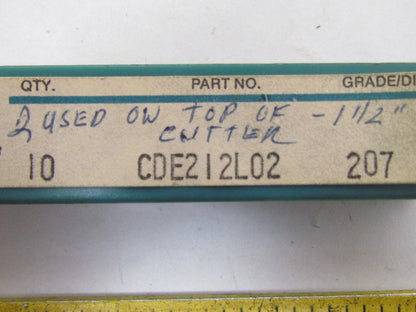 QTY. PART NO. GRADE/DI
2 USED ON TOP OF - 1 1/2"
CUTTER
10 CDE212L02 207